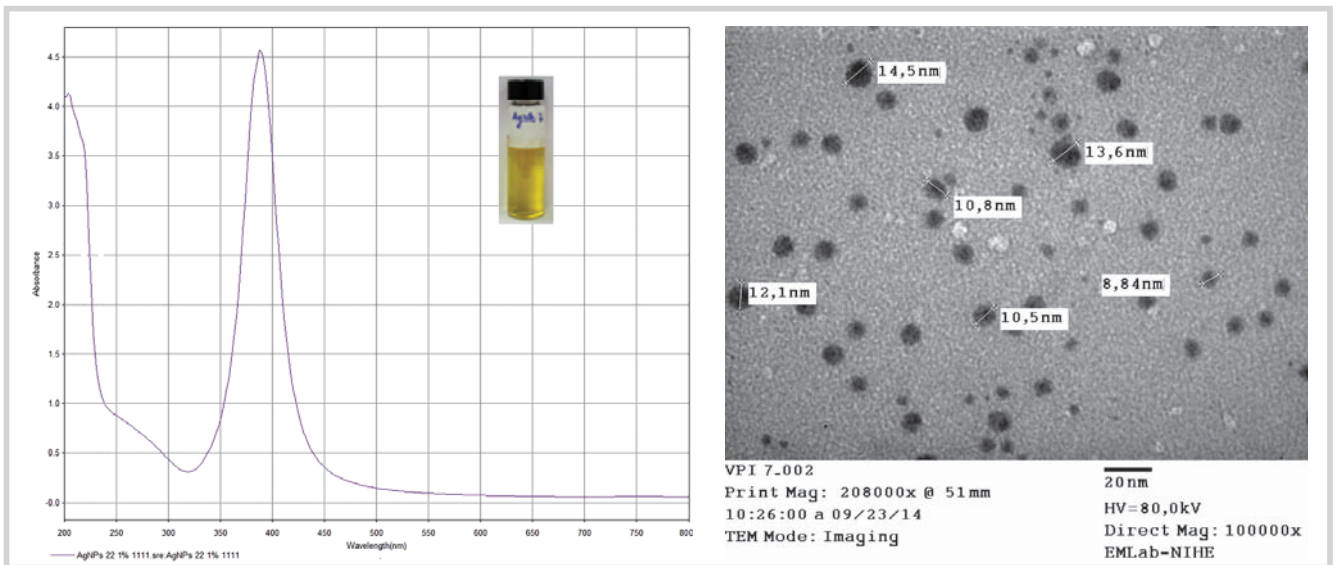 4.5
4.0
3.5
3.0
2.5
2.0
1.5
1.0
0.5
-0.0
Absorbance
200 250 300 350 400 450 500 550 600 650 700 750 800
Wavelength(nm)
AgNPs 22 1% 1111.sre:AgNPs 22 1% 1111
14,5nm
13,6nm
10,8nm
8,84nm
12,1nm
10,5nm
VPI 7.002
Print Mag: 208000x @ 51mm
10:26:00 a 09/23/14
TEM Mode: Imaging
20nm
HV=80,0kV
Direct Mag: 100000x
EMLab-NIHE